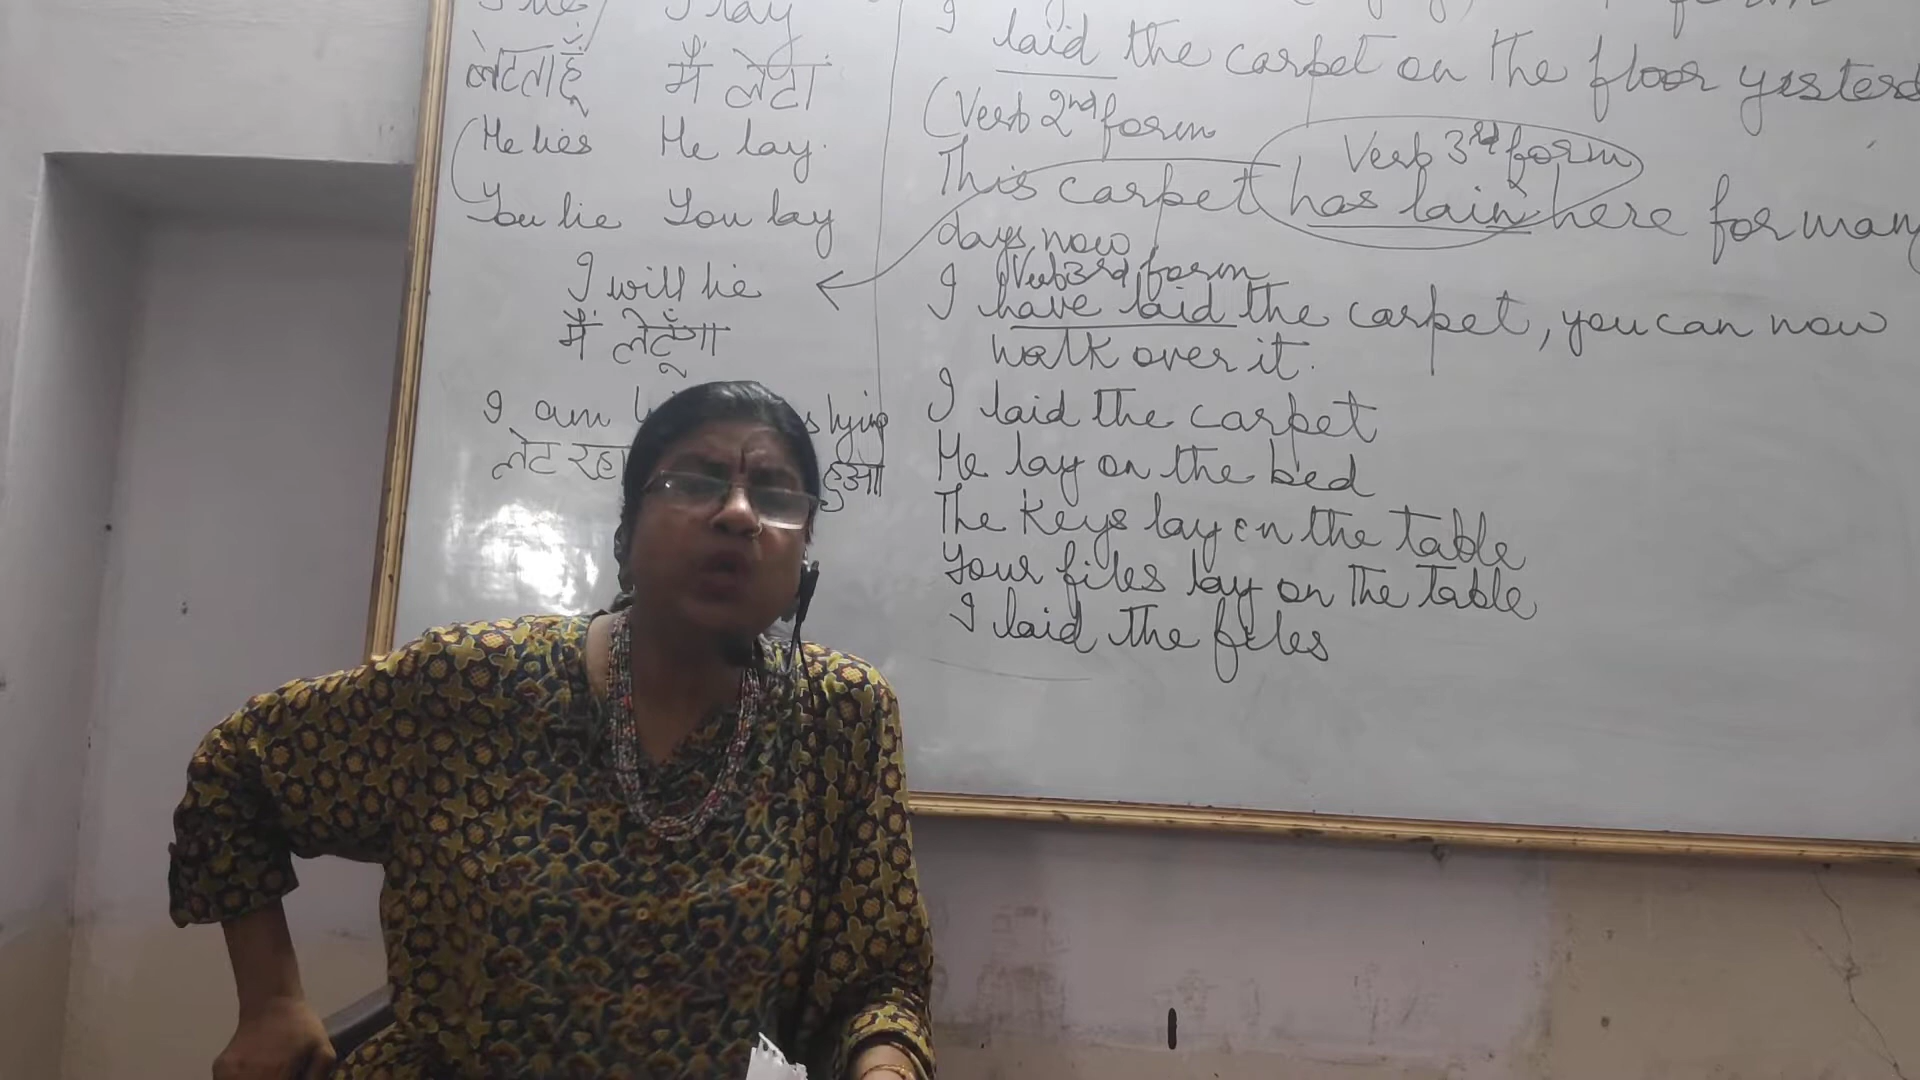 I lie I lay
लेटता हूँ मैं लेटा
He lies He lay.
You lie You lay
I will lie
मैं लेटूँगा
I am lying
लेट रहा हुआ
I laid the carpet on the floor yesterd
(Verb 2nd form
Verb 3rd form
This carpet has lain here for many
days now
Verb 3rd form
I have laid the carpet, you can now
walk over it.
I laid the carpet
He lay on the bed
The Keys lay on the table
Your files lay on the table
I laid the files